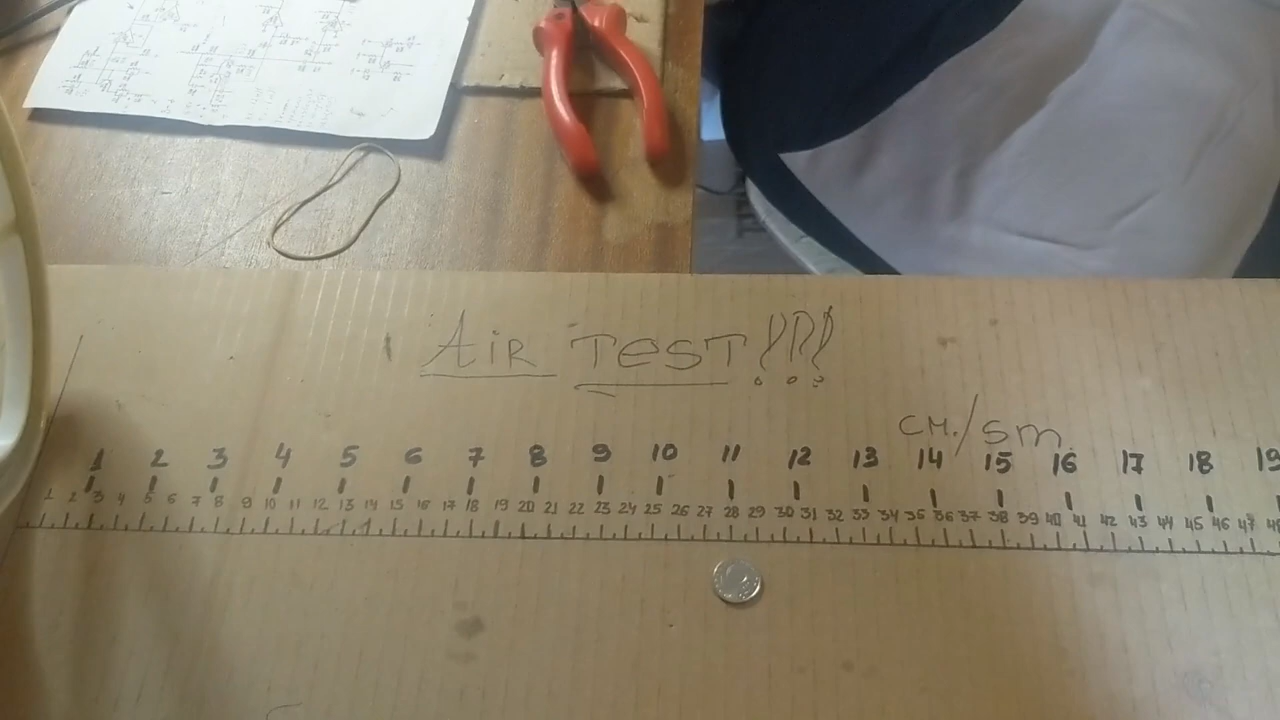 AIR TEST!!!
см./sm.
1 2 3 4 5 6 7 8 9 10 11 12 13 14 15 16 17 18 19
1 2 3 4 5 6 7 8 9 10 11 12 13 14 15 16 17 18 19 20 21 22 23 24 25 26 27 28 29 30 31 32 33 34 35 36 37 38 39 40 41 42 43 44 45 46 47 48